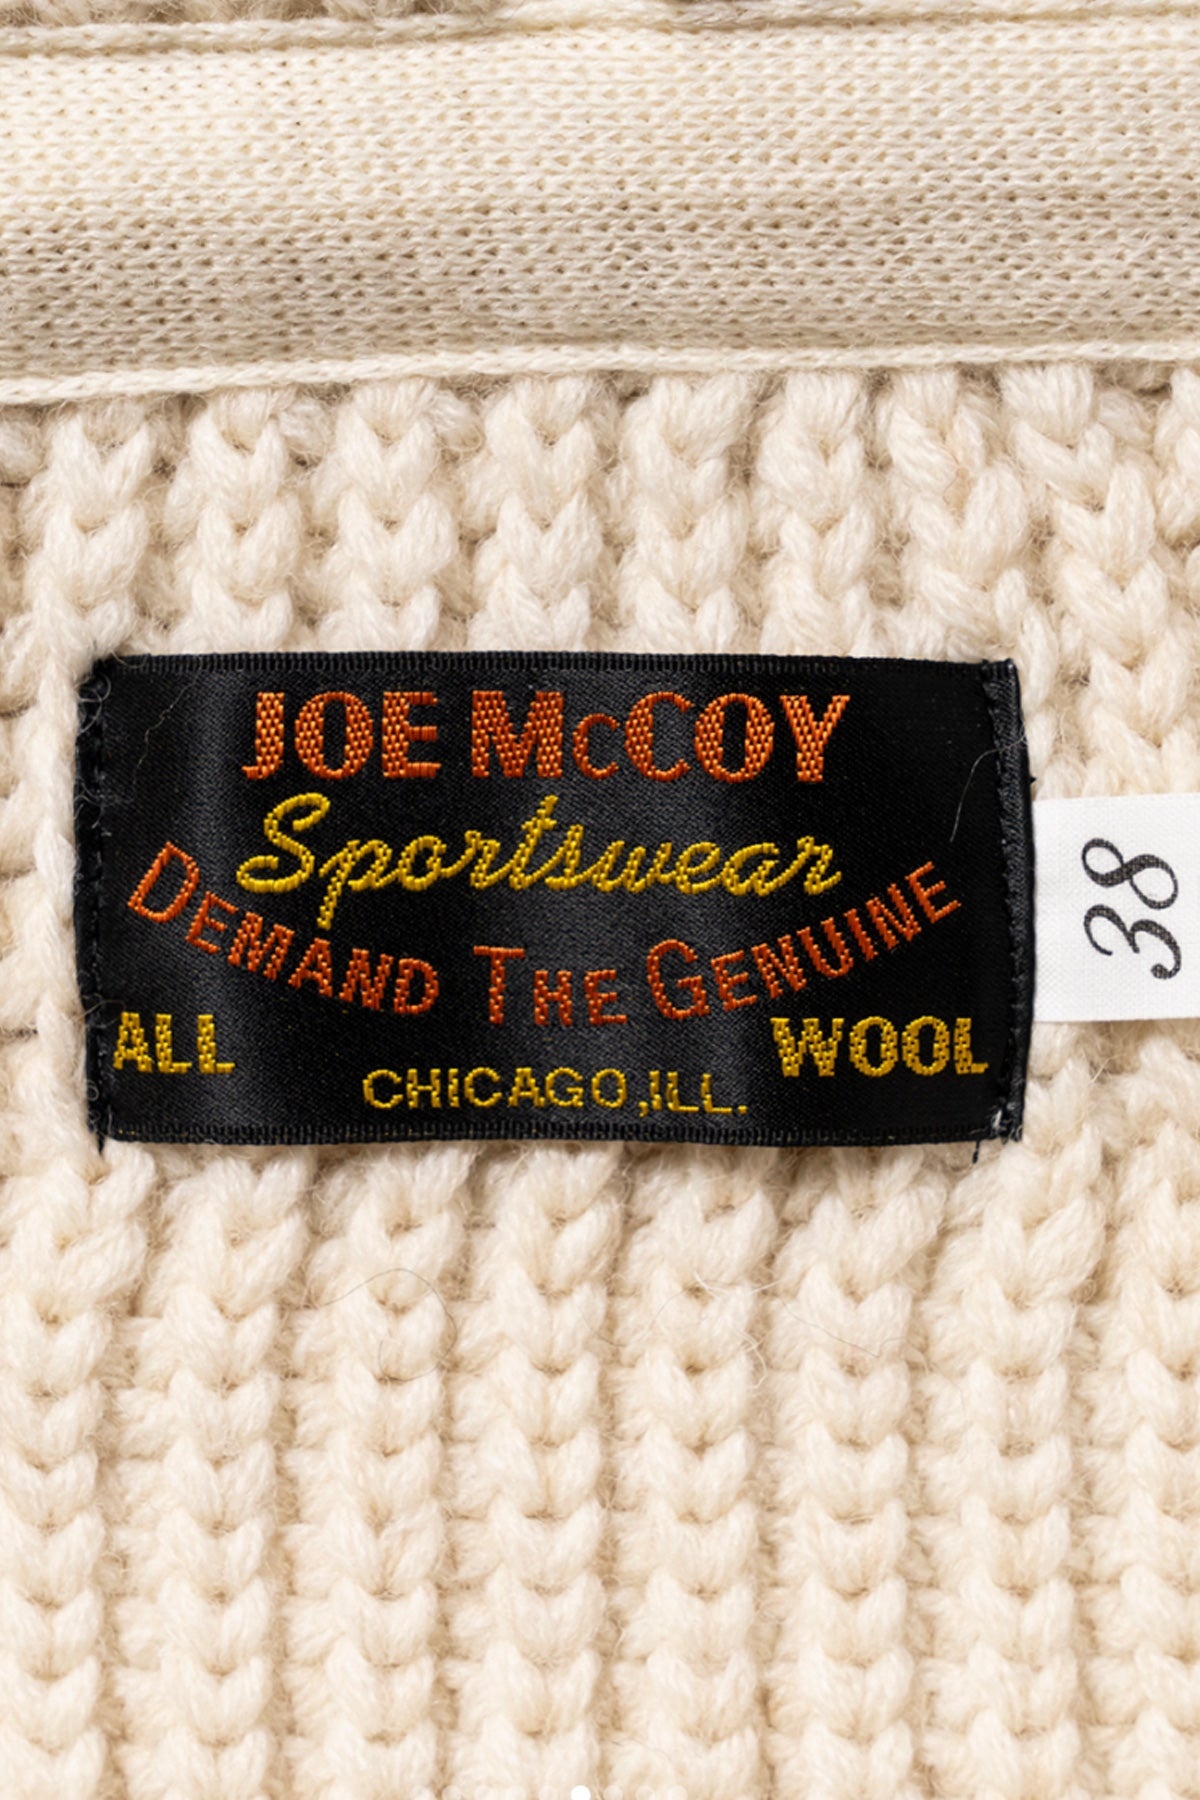 JOE McCOY
Sportswear
DEMAND THE GENUINE
ALL WOOL
CHICAGO,ILL.
38